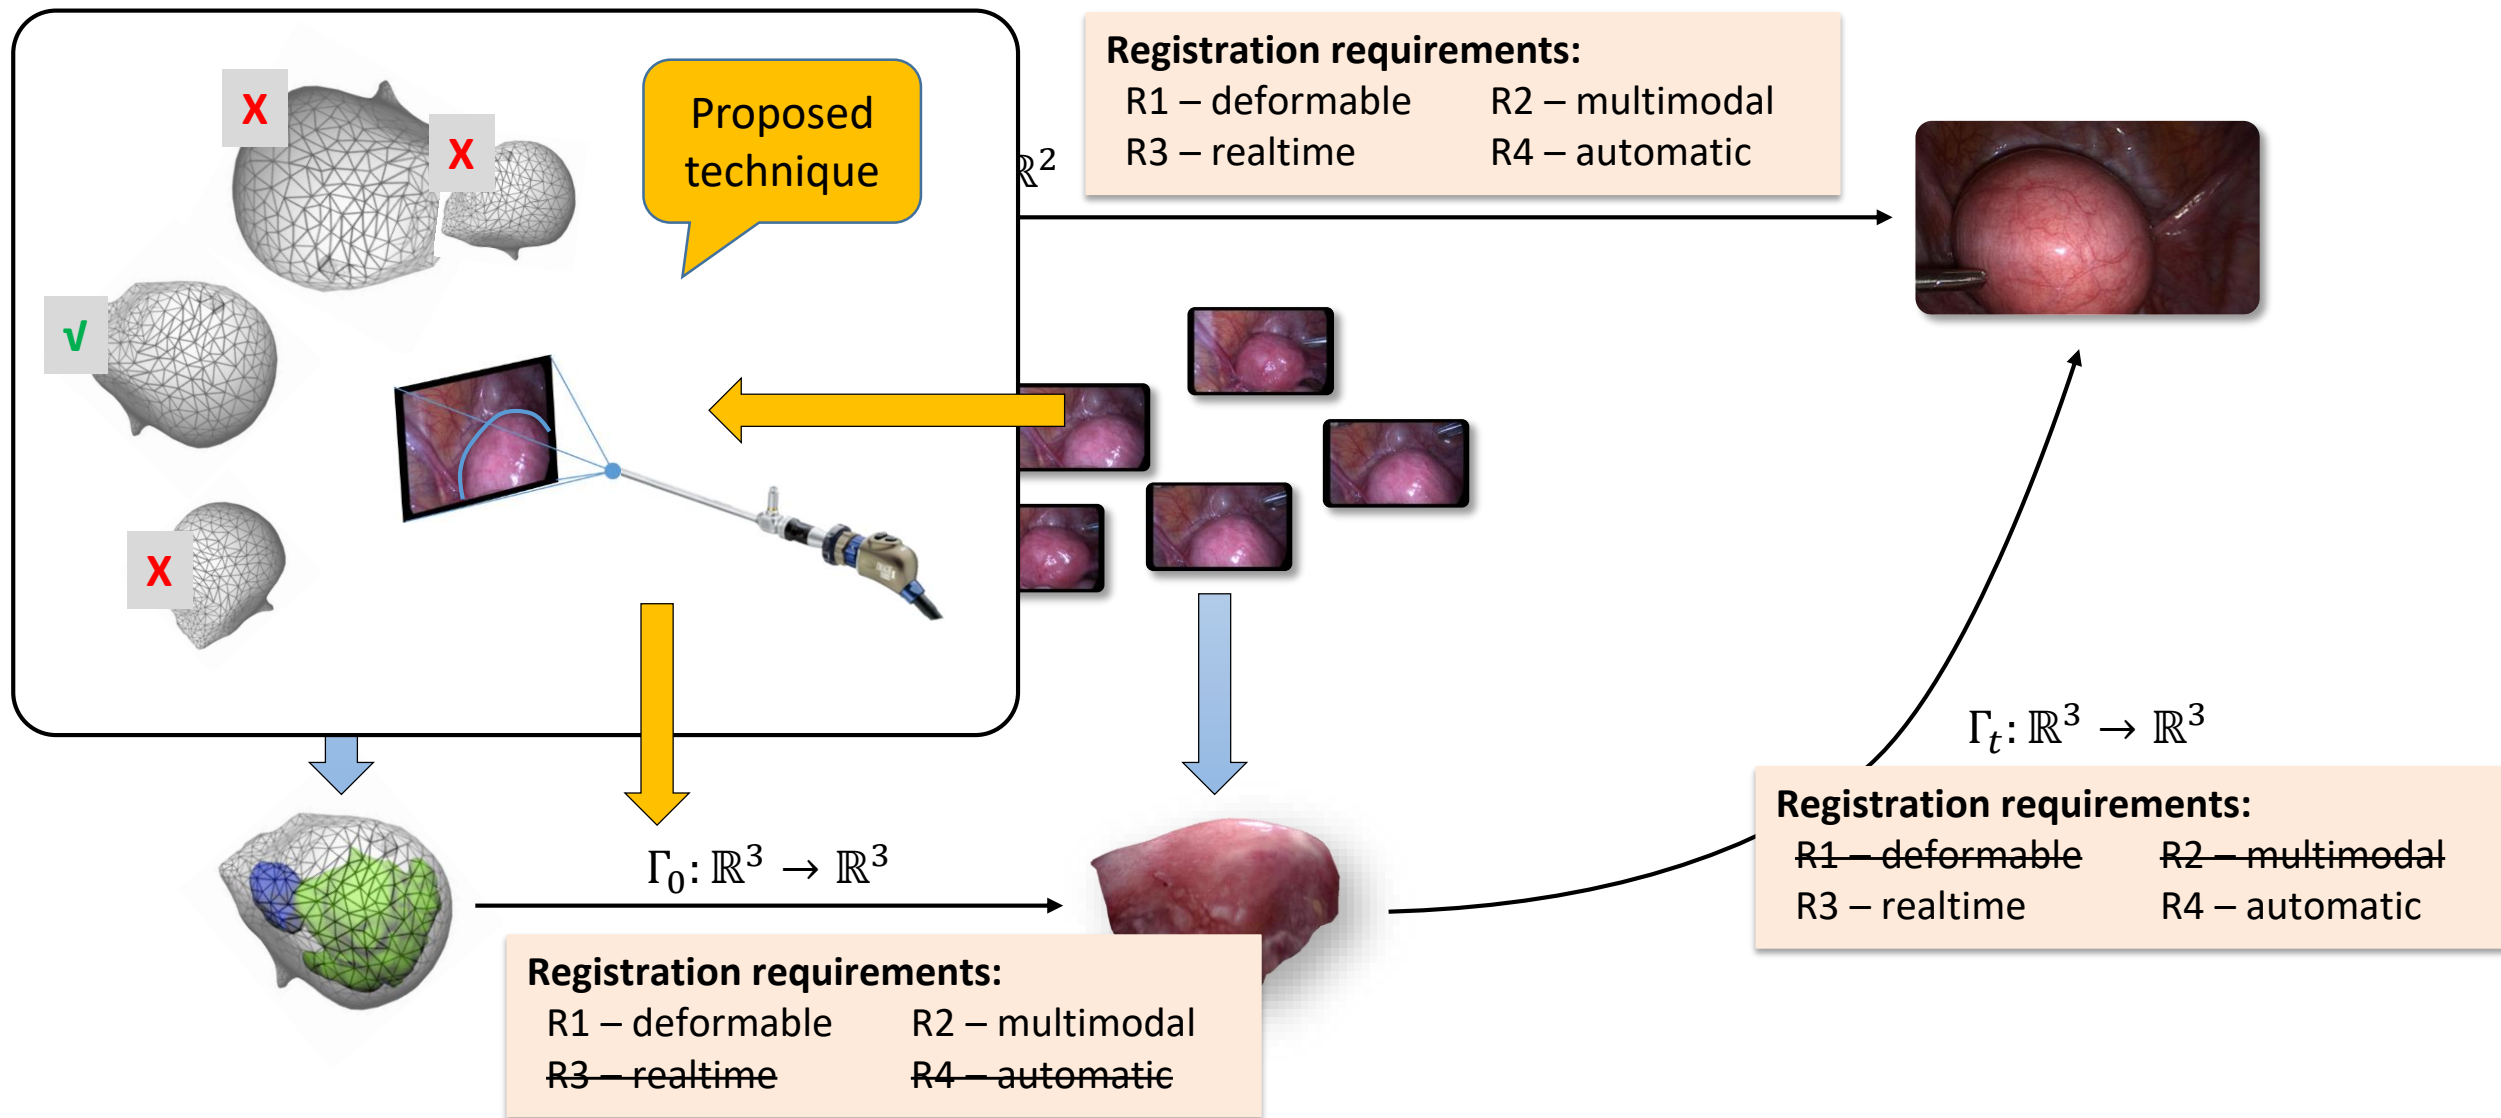 Registration requirements:
R1 – deformable R2 – multimodal
R3 – realtime R4 – automatic
X
X
Proposed
technique
ℝ²
√
X
Γₜ: ℝ³ → ℝ³
Registration requirements:
R1 – deformable R2 – multimodal
R3 – realtime R4 – automatic
Γ₀: ℝ³ → ℝ³
Registration requirements:
R1 – deformable R2 – multimodal
R3 – realtime R4 – automatic